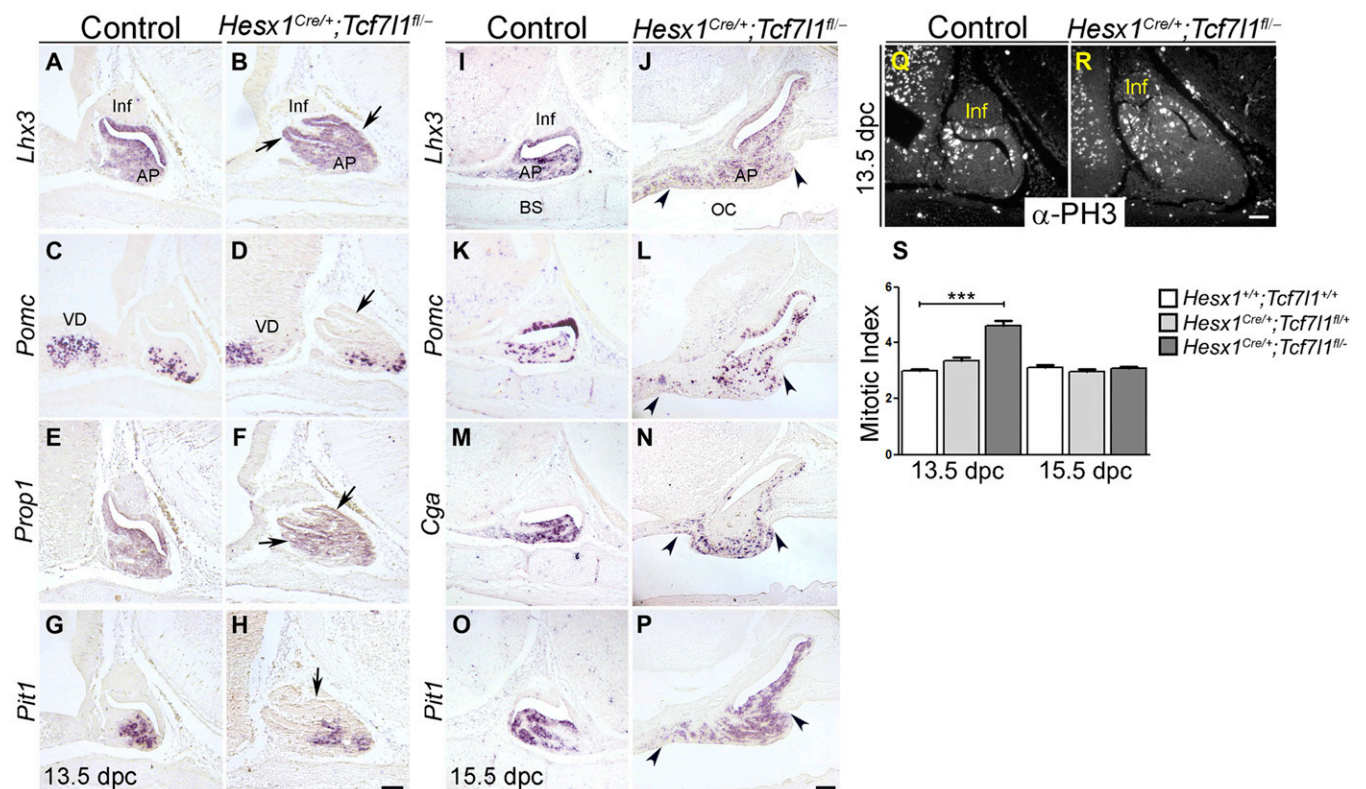 Control Hesx1Cre/+;Tcf7l1fl/– Control Hesx1Cre/+;Tcf7l1fl/– Control Hesx1Cre/+;Tcf7l1fl/–
A B I J Q R
Inf Inf Inf Inf Inf
Lhx3 Lhx3 13.5 dpc
AP AP AP AP
BS OC α-PH3
C D K L S
VD VD
Pomc Pomc
***
Hesx1+/+;Tcf7l1+/+
Hesx1Cre/+;Tcf7l1fl/+
Hesx1Cre/+;Tcf7l1fl/-
6
4
2
0
Mitotic Index
13.5 dpc 15.5 dpc
E F M N
Prop1 Cga
G H O P
Pit1 Pit1
13.5 dpc 15.5 dpc